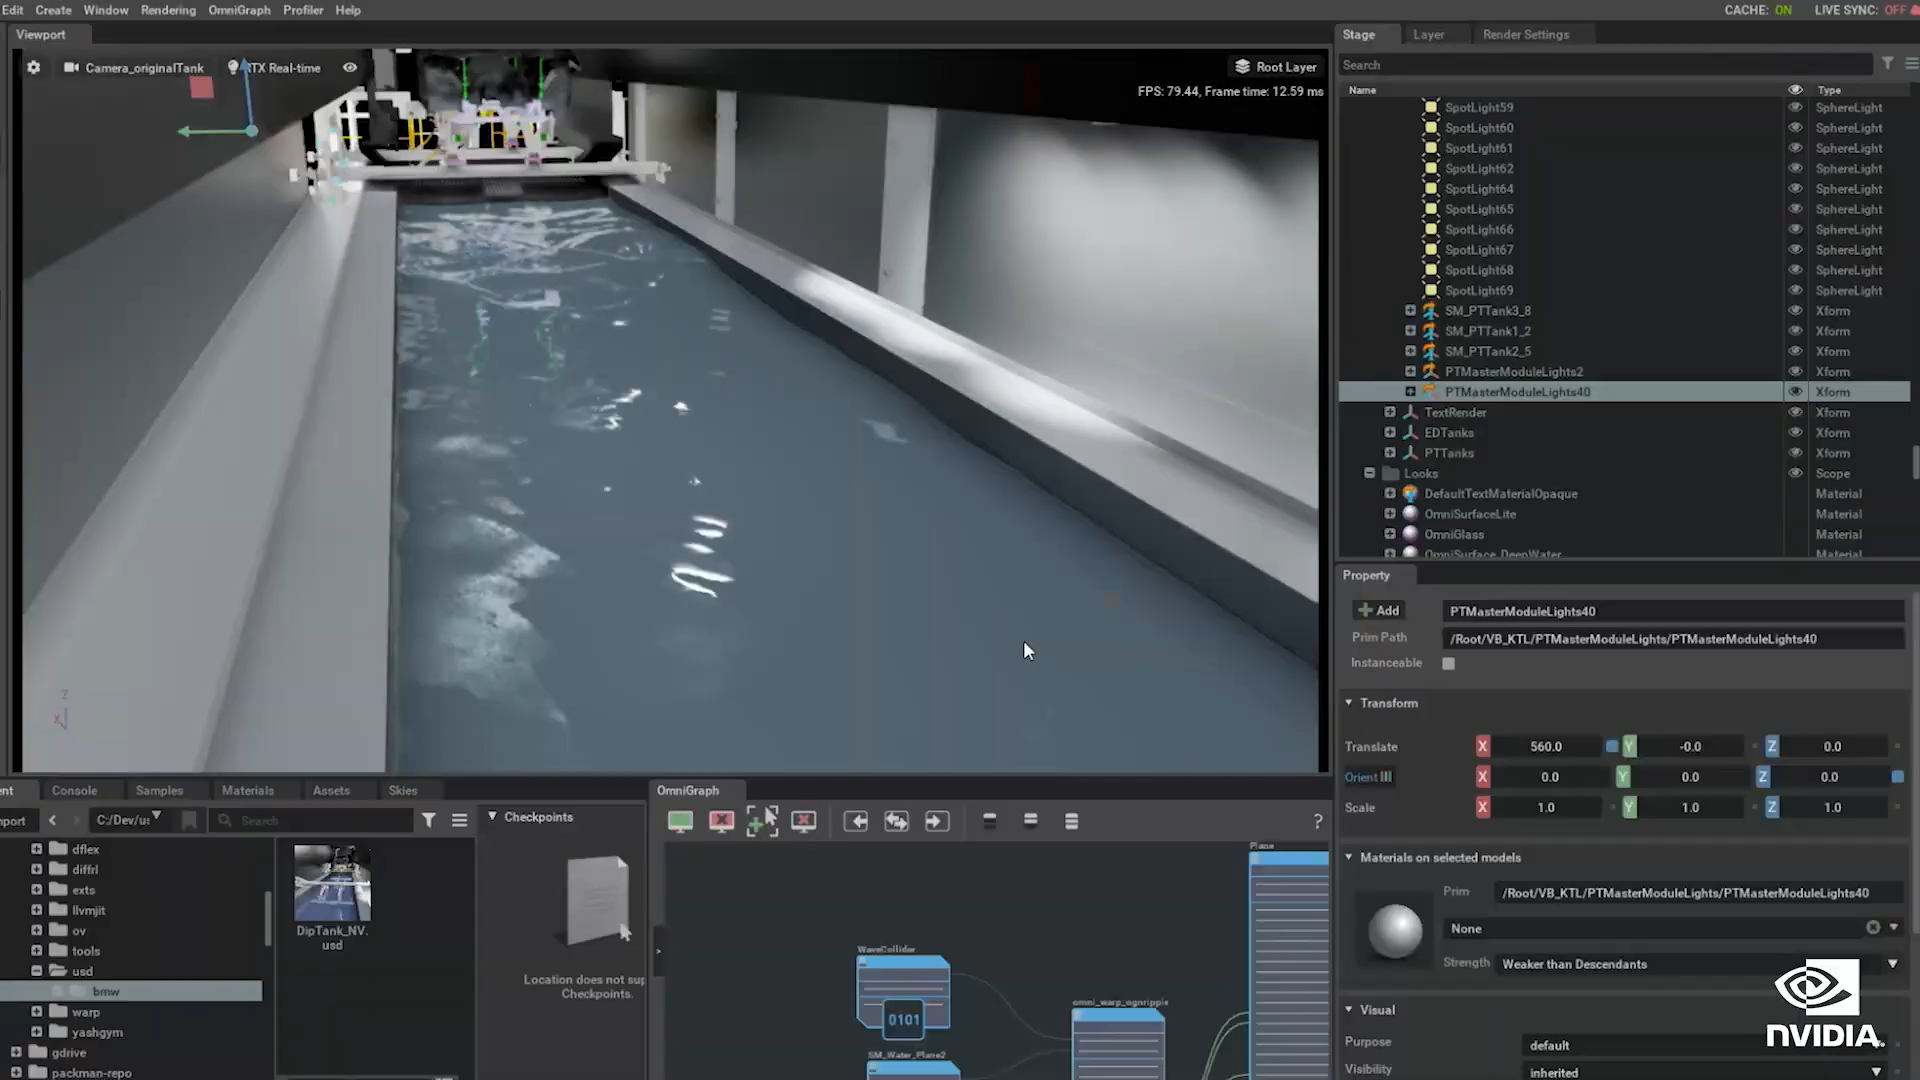 Edit Create Window Rendering OmniGraph Profiler Help
CACHE: ON LIVE SYNC: OFF
Viewport
Camera_originalTank
RTX Real-time
Root Layer
FPS: 79.44, Frame time: 12.59 ms
Z
X
Stage Layer Render Settings
Search
Name Type
SpotLight59 SphereLight
SpotLight60 SphereLight
SpotLight61 SphereLight
SpotLight62 SphereLight
SpotLight64 SphereLight
SpotLight65 SphereLight
SpotLight66 SphereLight
SpotLight67 SphereLight
SpotLight68 SphereLight
SpotLight69 SphereLight
SM_PTTank3_8 Xform
SM_PTTank1_2 Xform
SM_PTTank2_5 Xform
PTMasterModuleLights2 Xform
PTMasterModuleLights40 Xform
TextRender Xform
EDTanks Xform
PTTanks Xform
Looks Scope
DefaultTextMaterialOpaque Material
OmniSurfaceLite Material
OmniGlass Material
OmniSurface_DeepWater Material
Property
Add PTMasterModuleLights40
Prim Path /Root/VB_KTL/PTMasterModuleLights/PTMasterModuleLights40
Instanceable
Transform
Translate X 560.0 Y -0.0 Z 0.0
Orient X 0.0 Y 0.0 Z 0.0
Scale X 1.0 Y 1.0 Z 1.0
Materials on selected models
Prim /Root/VB_KTL/PTMasterModuleLights/PTMasterModuleLights40
None
Strength Weaker than Descendants
Visual
Purpose default
Visibility inherited
NVIDIA.
ent Console Samples Materials Assets Skies
port C:/Dev/u: Search
dflex
diffrl
exts
llvmjit
ov
tools
usd
bmw
warp
yashgym
gdrive
packman-repo
DipTank_NV.
usd
Checkpoints
Location does not sup
Checkpoints.
OmniGraph
?
Plane
WaveCollider
0101
omni_warp_ognripple
SM_Water_Plane2